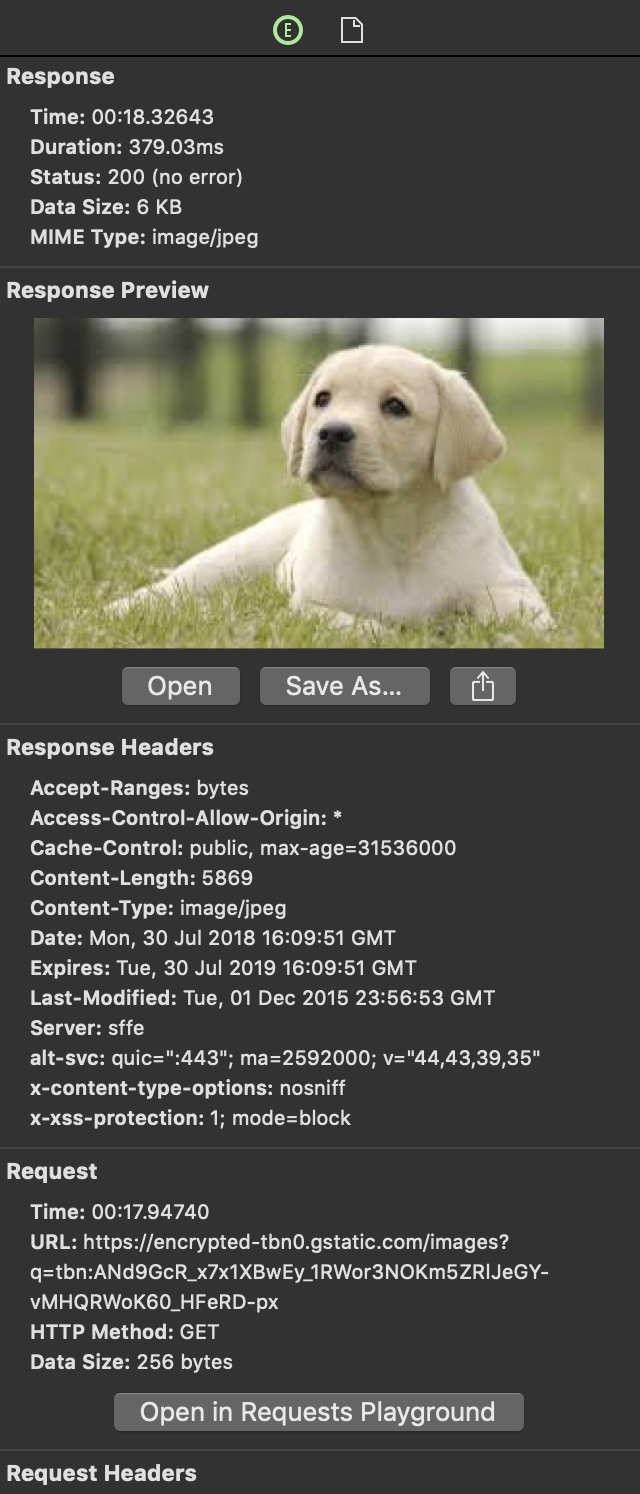 E
Response
Time: 00:18.32643
Duration: 379.03ms
Status: 200 (no error)
Data Size: 6 KB
MIME Type: image/jpeg
Response Preview
Open Save As... 
Response Headers
Accept-Ranges: bytes
Access-Control-Allow-Origin: *
Cache-Control: public, max-age=31536000
Content-Length: 5869
Content-Type: image/jpeg
Date: Mon, 30 Jul 2018 16:09:51 GMT
Expires: Tue, 30 Jul 2019 16:09:51 GMT
Last-Modified: Tue, 01 Dec 2015 23:56:53 GMT
Server: sffe
alt-svc: quic=":443"; ma=2592000; v="44,43,39,35"
x-content-type-options: nosniff
x-xss-protection: 1; mode=block
Request
Time: 00:17.94740
URL: https://encrypted-tbn0.gstatic.com/images?
q=tbn:ANd9GcR_x7x1XBwEy_1RWor3NOKm5ZRlJeGY-
vMHQRWoK60_HFeRD-px
HTTP Method: GET
Data Size: 256 bytes
Open in Requests Playground
Request Headers